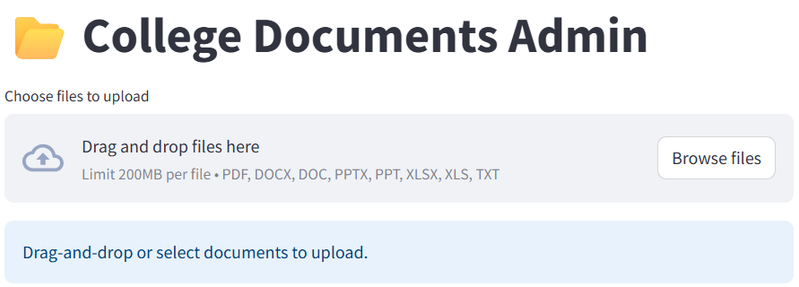 College Documents Admin
Choose files to upload
Drag and drop files here
Limit 200MB per file • PDF, DOCX, DOC, PPTX, PPT, XLSX, XLS, TXT
Browse files
Drag-and-drop or select documents to upload.